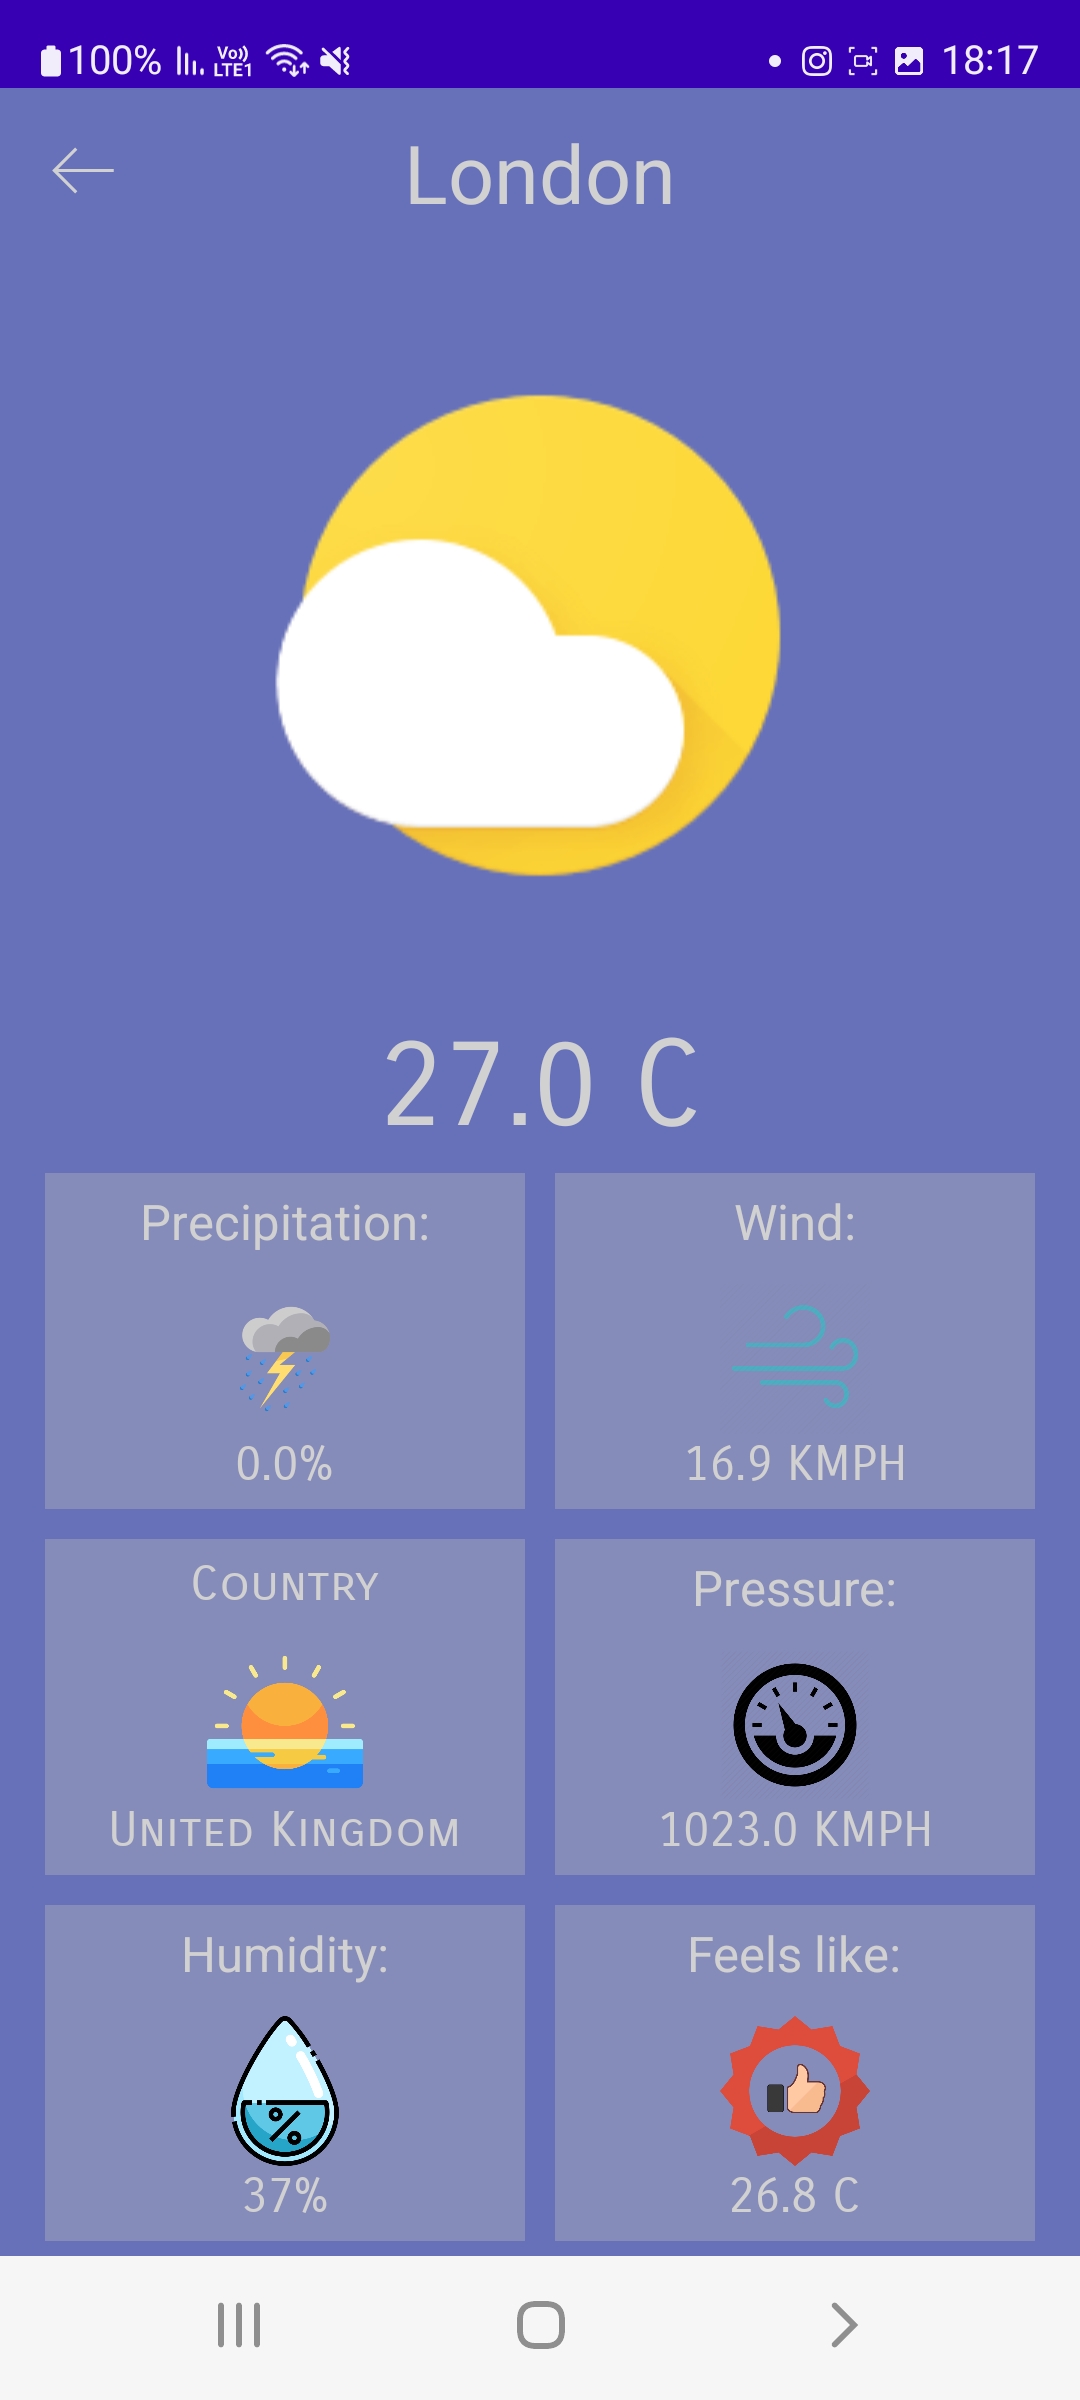 100% Vo)) LTE1 18:17
London
27.0 C
Precipitation:
Wind:
0.0%
16.9 KMPH
Country
Pressure:
United Kingdom
1023.0 KMPH
Humidity:
Feels like:
%
37%
26.8 C